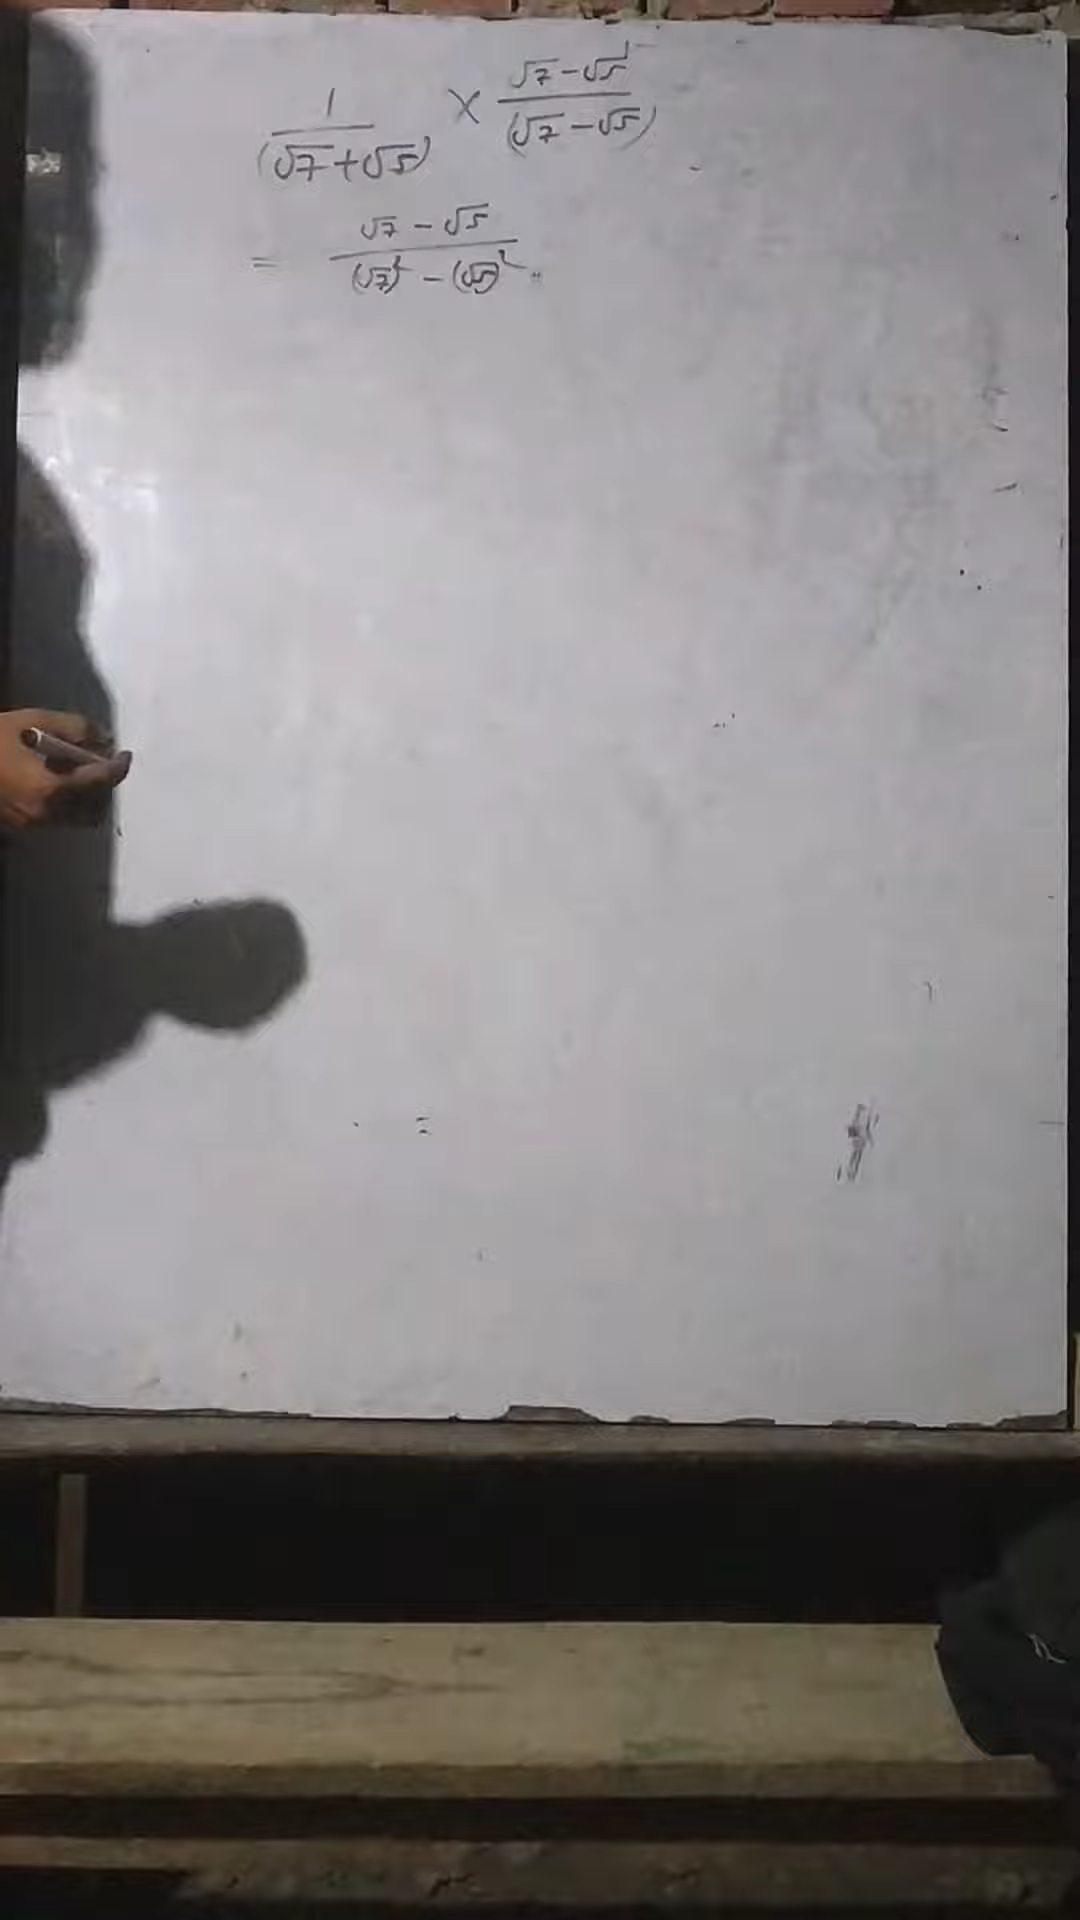 1/(√7+√5) × √7-√5/(√7-√5)
= √7-√5/(√7)²-(√5)²